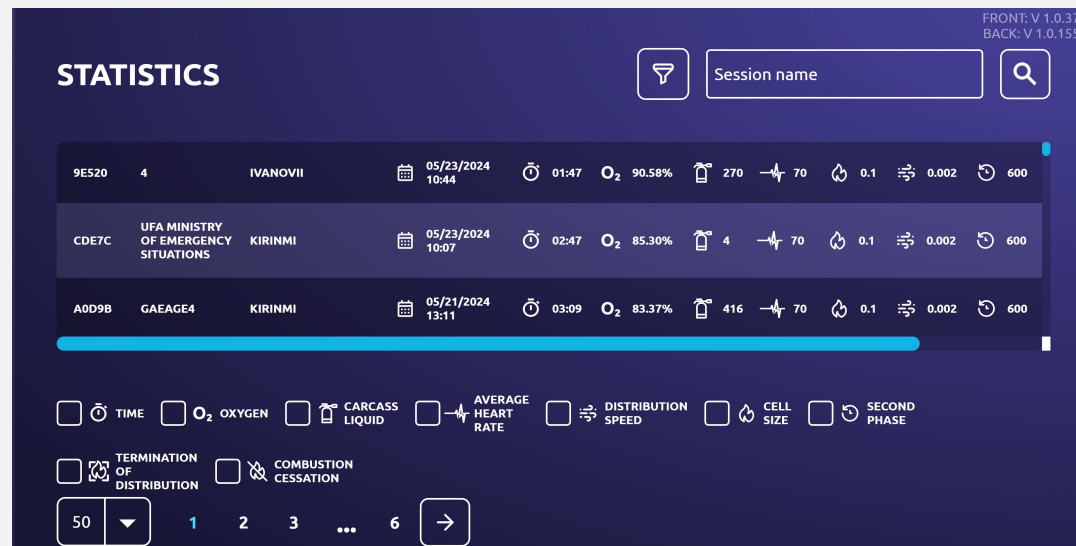 FRONT: V 1.0.37
BACK: V 1.0.155
STATISTICS
Session name
9E520 4 IVANOVII 05/23/2024 10:44 01:47 O₂ 90.58% 270 70 0.1 0.002 600
CDE7C UFA MINISTRY OF EMERGENCY SITUATIONS KIRINMI 05/23/2024 10:07 02:47 O₂ 85.30% 4 70 0.1 0.002 600
A0D9B GAEAGE4 KIRINMI 05/21/2024 13:11 03:09 O₂ 83.37% 416 70 0.1 0.002 600
TIME O₂ OXYGEN CARCASS LIQUID AVERAGE HEART RATE DISTRIBUTION SPEED CELL SIZE SECOND PHASE
TERMINATION OF DISTRIBUTION COMBUSTION CESSATION
50 1 2 3 ... 6